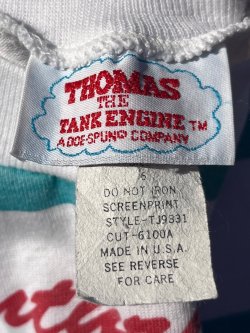 THOMAS
THE
TANK ENGINE™
A DOE-SPUN® COMPANY
S
DO NOT IRON
SCREENPRINT
STYLE-TJ9331
CUT-6100A
MADE IN U.S.A.
SEE REVERSE
FOR CARE